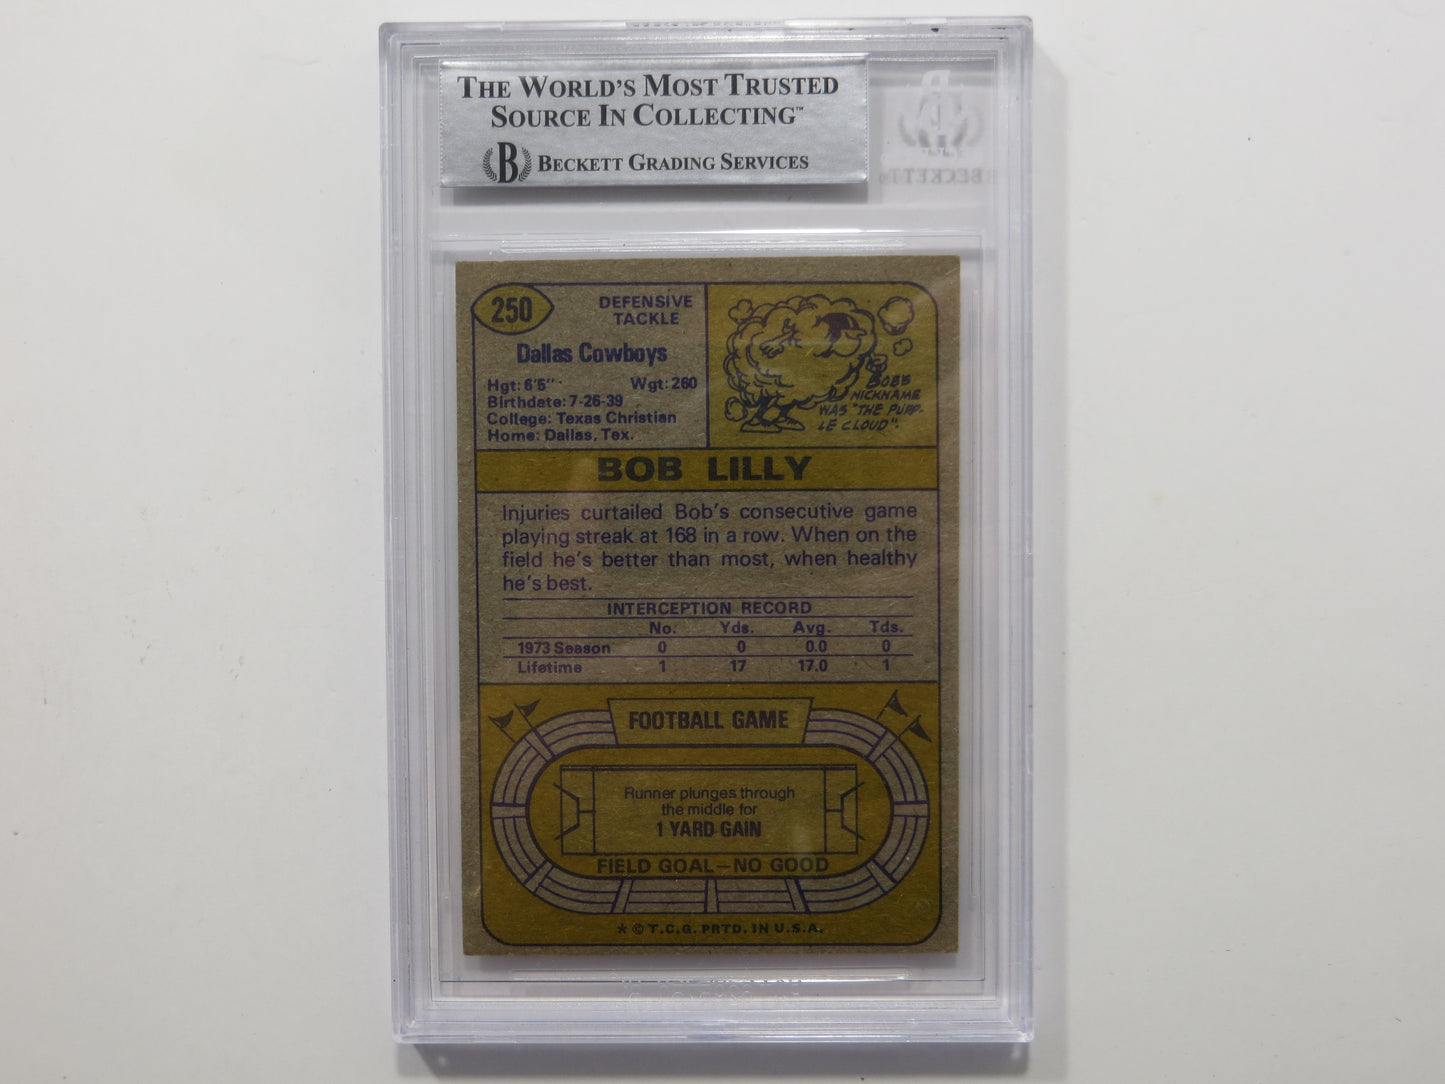 THE WORLD'S MOST TRUSTED
SOURCE IN COLLECTING™
B BECKETT GRADING SERVICES
BECKETT
250
DEFENSIVE
TACKLE
Dallas Cowboys
Hgt: 6'5" Wgt: 260
Birthdate: 7-26-39
College: Texas Christian
Home: Dallas, Tex.
BOB'S
NICKNAME
WAS "THE PURP-
LE CLOUD".
BOB LILLY
Injuries curtailed Bob's consecutive game
playing streak at 168 in a row. When on the
field he's better than most, when healthy
he's best.
INTERCEPTION RECORD
No. Yds. Avg. Tds.
1973 Season 0 0 0.0 0
Lifetime 1 17 17.0 1
FOOTBALL GAME
Runner plunges through
the middle for
1 YARD GAIN
FIELD GOAL—NO GOOD
* © T.C.G. PRTD. IN U.S.A.